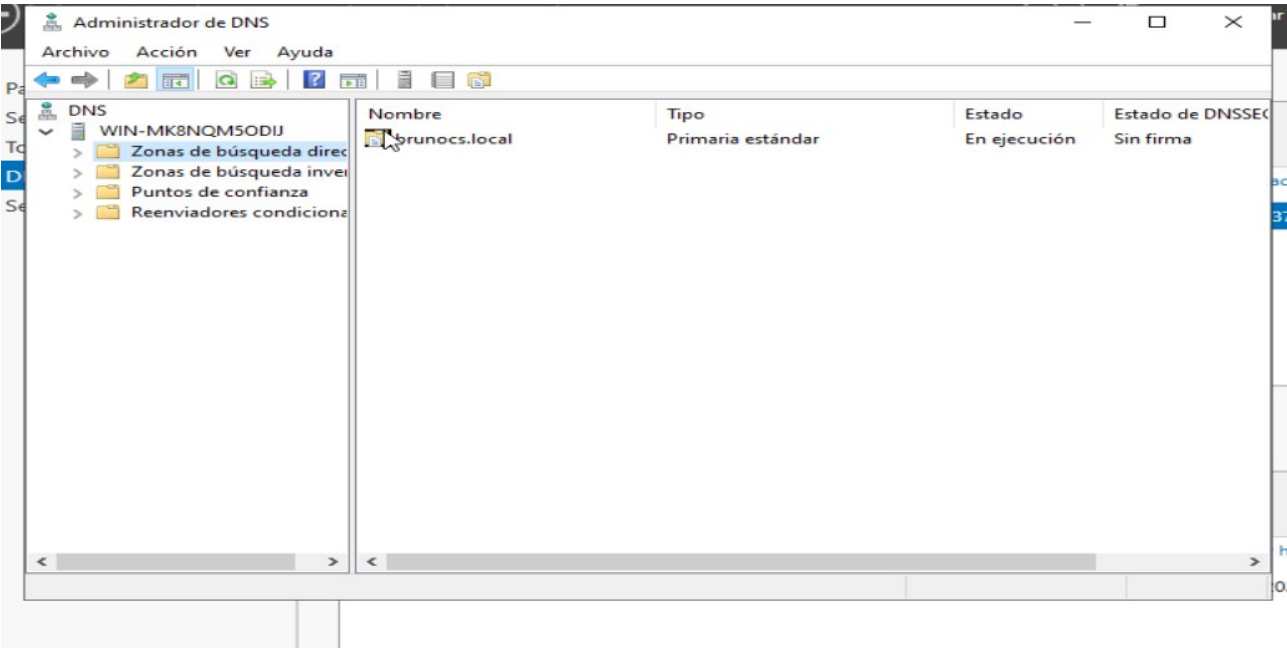 Administrador de DNS
Archivo Acción Ver Ayuda
DNS
WIN-MK8NQM5ODIJ
Zonas de búsqueda direc
Zonas de búsqueda inver
Puntos de confianza
Reenviadores condiciona
Nombre Tipo Estado Estado de DNSSEC
brunocs.local Primaria estándar En ejecución Sin firma